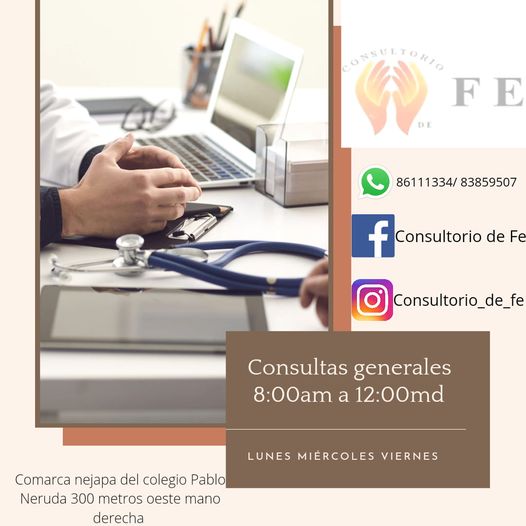 CONSULTORIO
DE
FE
86111334/ 83859507
Consultorio de Fe
Consultorio_de_fe
Consultas generales
8:00am a 12:00md
LUNES MIÉRCOLES VIERNES
Comarca nejapa del colegio Pablo
Neruda 300 metros oeste mano
derecha